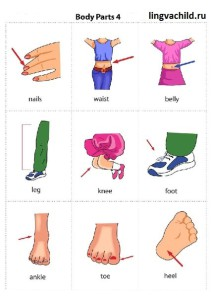 Body Parts 4
lingvachild.ru
nails
waist
belly
leg
knee
foot
ankle
toe
heel